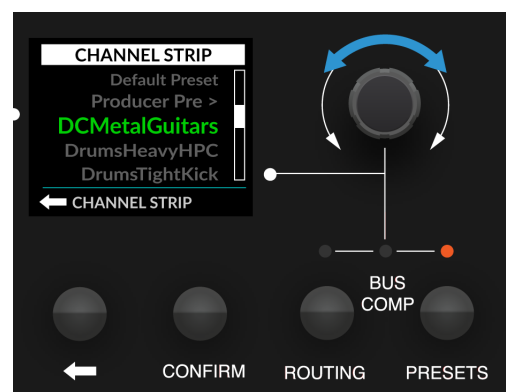 CHANNEL STRIP
Default Preset
Producer Pre >
DCMetalGuitars
DrumsHeavyHPC
DrumsTightKick
CHANNEL STRIP
BUS
COMP
CONFIRM
ROUTING
PRESETS